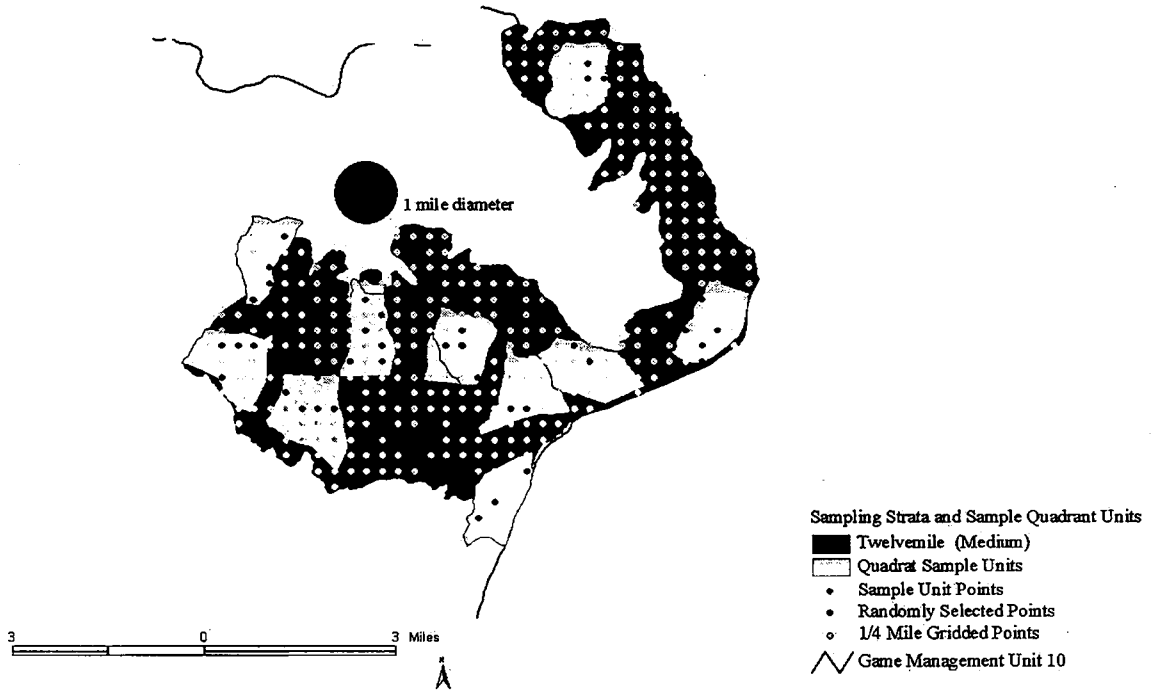 1 mile diameter
Sampling Strata and Sample Quadrant Units
Twelvemile (Medium)
Quadrat Sample Units
Sample Unit Points
Randomly Selected Points
1/4 Mile Gridded Points
Game Management Unit 10
3 0 3 Miles